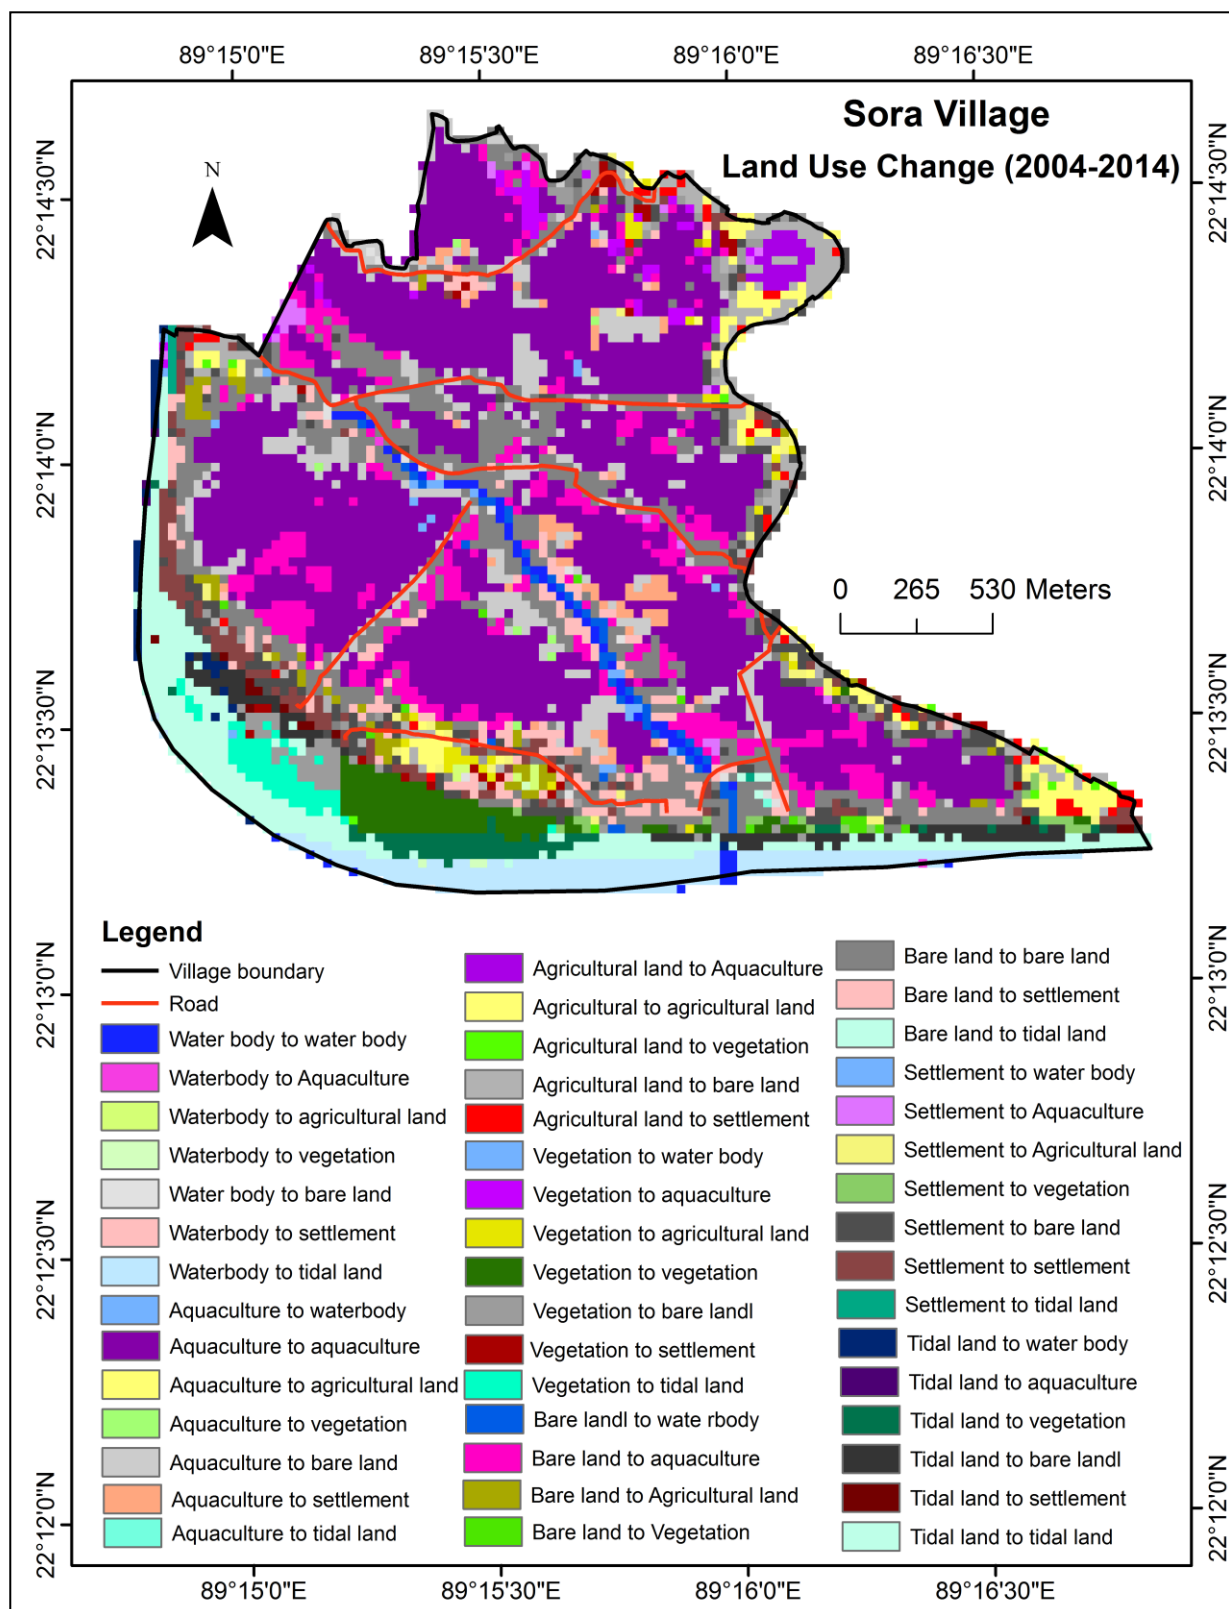 89°15'0"E 89°15'30"E 89°16'0"E 89°16'30"E
Sora Village
Land Use Change (2004-2014)
N
22°14'30"N 22°14'30"N
22°14'0"N 22°14'0"N
0 265 530 Meters
22°13'30"N 22°13'30"N
22°13'0"N 22°13'0"N
22°12'30"N 22°12'30"N
22°12'0"N 22°12'0"N
Legend
Village boundary
Road
Water body to water body
Waterbody to Aquaculture
Waterbody to agricultural land
Waterbody to vegetation
Water body to bare land
Waterbody to settlement
Waterbody to tidal land
Aquaculture to waterbody
Aquaculture to aquaculture
Aquaculture to agricultural land
Aquaculture to vegetation
Aquaculture to bare land
Aquaculture to settlement
Aquaculture to tidal land
Agricultural land to Aquaculture
Agricultural to agricultural land
Agricultural land to vegetation
Agricultural land to bare land
Agricultural land to settlement
Vegetation to water body
Vegetation to aquaculture
Vegetation to agricultural land
Vegetation to vegetation
Vegetation to bare landl
Vegetation to settlement
Vegetation to tidal land
Bare landl to wate rbody
Bare land to aquaculture
Bare land to Agricultural land
Bare land to Vegetation
Bare land to bare land
Bare land to settlement
Bare land to tidal land
Settlement to water body
Settlement to Aquaculture
Settlement to Agricultural land
Settlement to vegetation
Settlement to bare land
Settlement to settlement
Settlement to tidal land
Tidal land to water body
Tidal land to aquaculture
Tidal land to vegetation
Tidal land to bare landl
Tidal land to settlement
Tidal land to tidal land
89°15'0"E 89°15'30"E 89°16'0"E 89°16'30"E